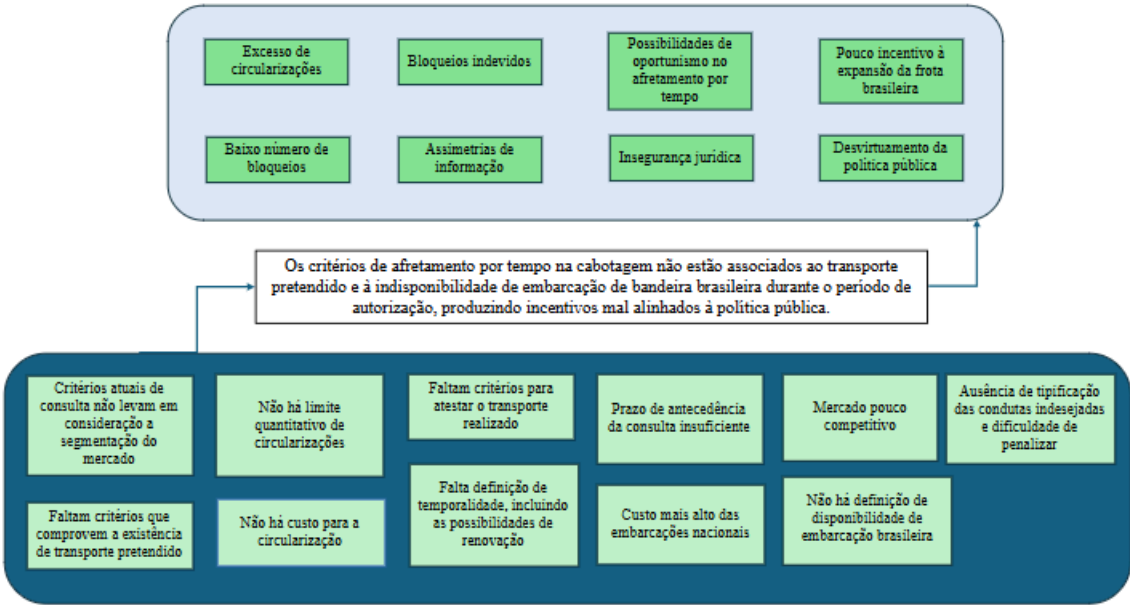 Excesso de
circularizações
Bloqueios indevidos
Possibilidades de
oportunismo no
afretamento por
tempo
Pouco incentivo à
expansão da frota
brasileira
Baixo número de
bloqueios
Assimetrias de
informação
Insegurança jurídica
Desvirtuamento da
política pública
Os critérios de afretamento por tempo na cabotagem não estão associados ao transporte
pretendido e à indisponibilidade de embarcação de bandeira brasileira durante o período de
autorização, produzindo incentivos mal alinhados à política pública.
Critérios atuais de
consulta não levam em
consideração a
segmentação do
mercado
Não há limite
quantitativo de
circularizações
Faltam critérios para
atestar o transporte
realizado
Prazo de antecedência
da consulta insuficiente
Mercado pouco
competitivo
Ausência de tipificação
das condutas indesejadas
e dificuldade de
penalizar
Faltam critérios que
comprovem a existência
de transporte pretendido
Não há custo para a
circularização
Falta definição de
temporalidade, incluindo
as possibilidades de
renovação
Custo mais alto das
embarcações nacionais
Não há definição de
disponibilidade de
embarcação brasileira